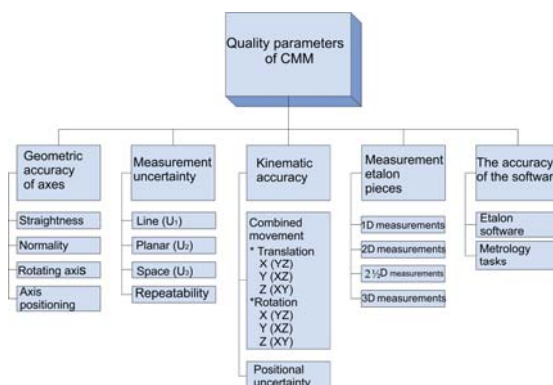 Quality parameters
of CMM
Geometric
accuracy
of axes
Straightness
Normality
Rotating axis
Axis
positioning
Measurement
uncertainty
Line (U₁)
Planar (U₂)
Space (U₃)
Repeatability
Kinematic
accuracy
Combined
movement
* Translation
X (YZ)
Y (XZ)
Z (XY)
*Rotation
X (YZ)
Y (XZ)
Z (XY)
Positional
uncertainty
Measurement
etalon
pieces
1D measurements
2D measurements
2 ½D measurements
3D measurements
The accuracy
of the software
Etalon
software
Metrology
tasks